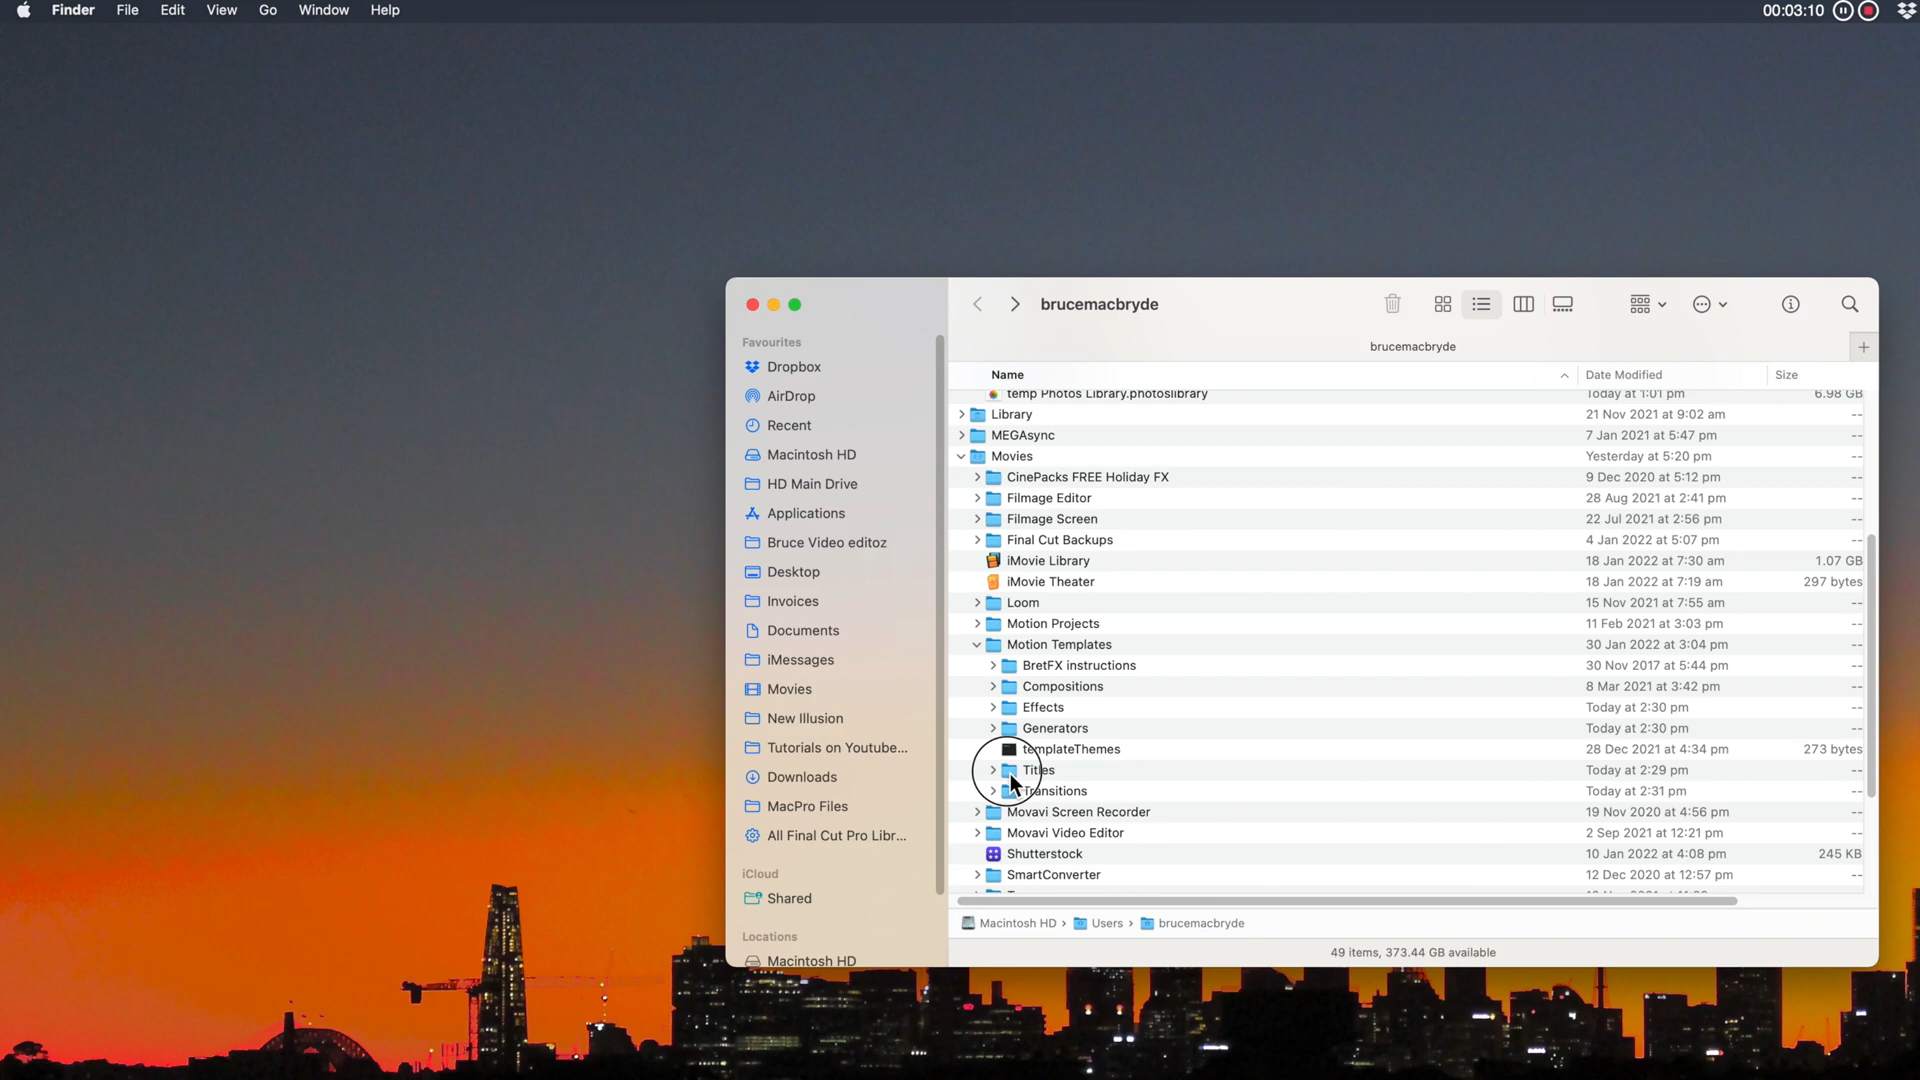 Finder File Edit View Go Window Help 00:03:10
brucemacbryde
brucemacbryde
Favourites
Dropbox
AirDrop
Recent
Macintosh HD
HD Main Drive
Applications
Bruce Video editoz
Desktop
Invoices
Documents
iMessages
Movies
New Illusion
Tutorials on Youtube...
Downloads
MacPro Files
All Final Cut Pro Libr...
iCloud
Shared
Locations
Macintosh HD
Name Date Modified Size
temp Photos Library.photoslibrary Today at 1:01 pm 6.98 GB
Library 21 Nov 2021 at 9:02 am --
MEGAsync 7 Jan 2021 at 5:47 pm --
Movies Yesterday at 5:20 pm --
CinePacks FREE Holiday FX 9 Dec 2020 at 5:12 pm --
Filmage Editor 28 Aug 2021 at 2:41 pm --
Filmage Screen 22 Jul 2021 at 2:56 pm --
Final Cut Backups 4 Jan 2022 at 5:07 pm --
iMovie Library 18 Jan 2022 at 7:30 am 1.07 GB
iMovie Theater 18 Jan 2022 at 7:19 am 297 bytes
Loom 15 Nov 2021 at 7:55 am --
Motion Projects 11 Feb 2021 at 3:03 pm --
Motion Templates 30 Jan 2022 at 3:04 pm --
BretFX instructions 30 Nov 2017 at 5:44 pm --
Compositions 8 Mar 2021 at 3:42 pm --
Effects Today at 2:30 pm --
Generators Today at 2:30 pm --
templateThemes 28 Dec 2021 at 4:34 pm 273 bytes
Titles Today at 2:29 pm --
Transitions Today at 2:31 pm --
Movavi Screen Recorder 19 Nov 2020 at 4:56 pm --
Movavi Video Editor 2 Sep 2021 at 12:21 pm --
Shutterstock 10 Jan 2022 at 4:08 pm 245 KB
SmartConverter 12 Dec 2020 at 12:57 pm --
Macintosh HD › Users › brucemacbryde
49 items, 373.44 GB available